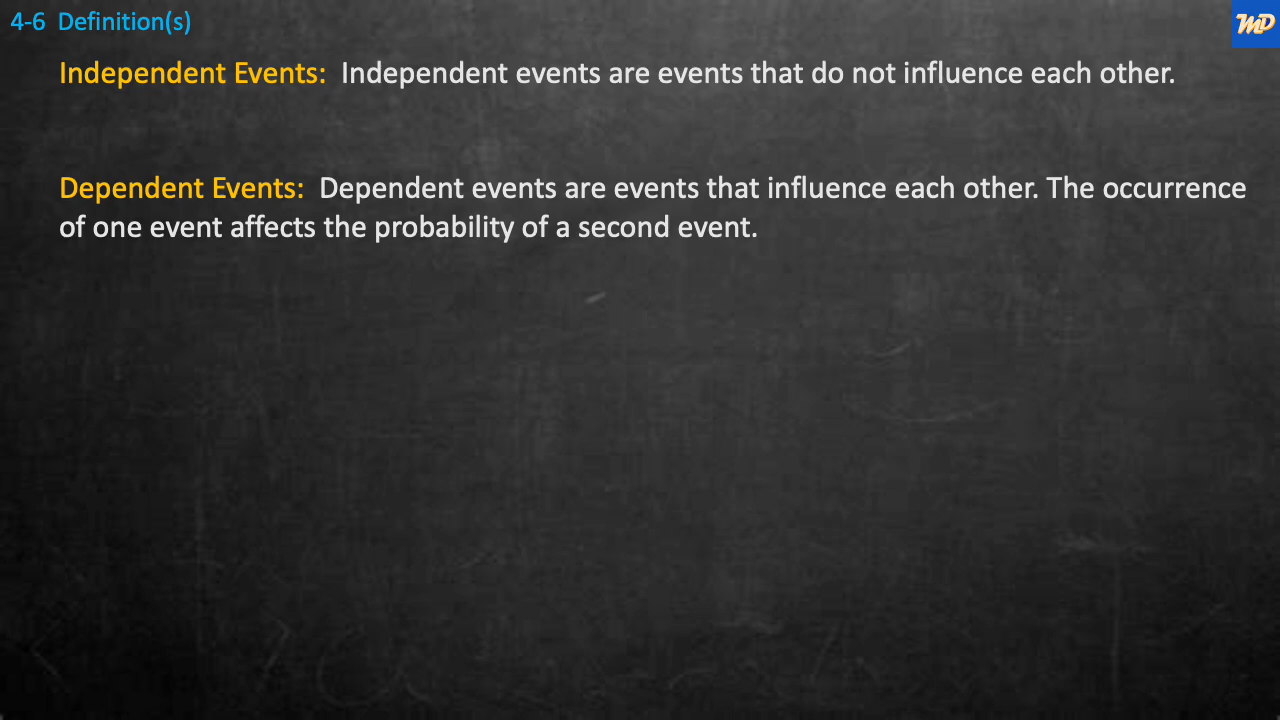 4-6 Definition(s)
MD
Independent Events: Independent events are events that do not influence each other.
Dependent Events: Dependent events are events that influence each other. The occurrence
of one event affects the probability of a second event.